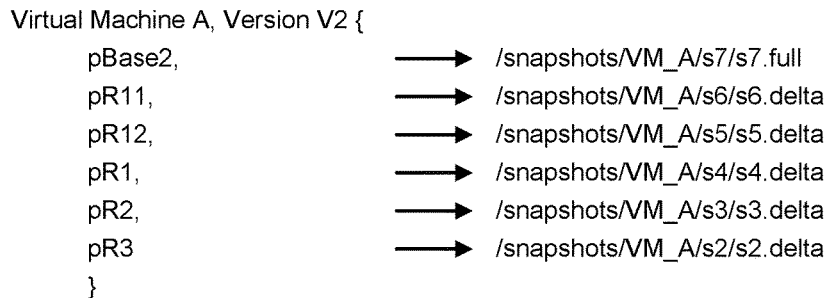 Virtual Machine A, Version V2 {
pBase2, /snapshots/VM_A/s7/s7.full
pR11, /snapshots/VM_A/s6/s6.delta
pR12, /snapshots/VM_A/s5/s5.delta
pR1, /snapshots/VM_A/s4/s4.delta
pR2, /snapshots/VM_A/s3/s3.delta
pR3 /snapshots/VM_A/s2/s2.delta
}